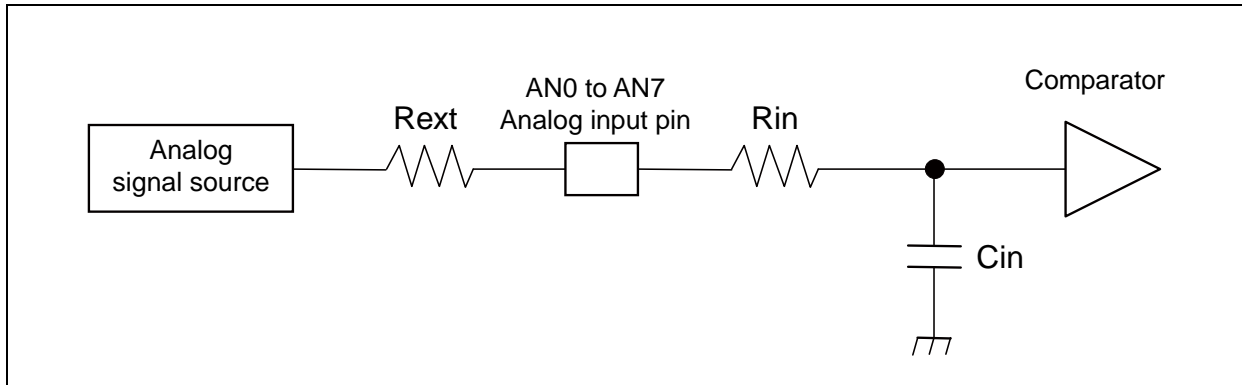 Analog
signal source
Rext
AN0 to AN7
Analog input pin
Rin
Comparator
Cin